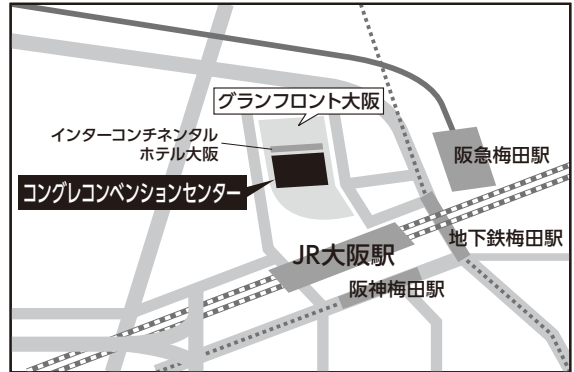 グランフロント大阪
インターコンチネンタル
ホテル大阪
コングレコンベンションセンター
阪急梅田駅
地下鉄梅田駅
JR大阪駅
阪神梅田駅